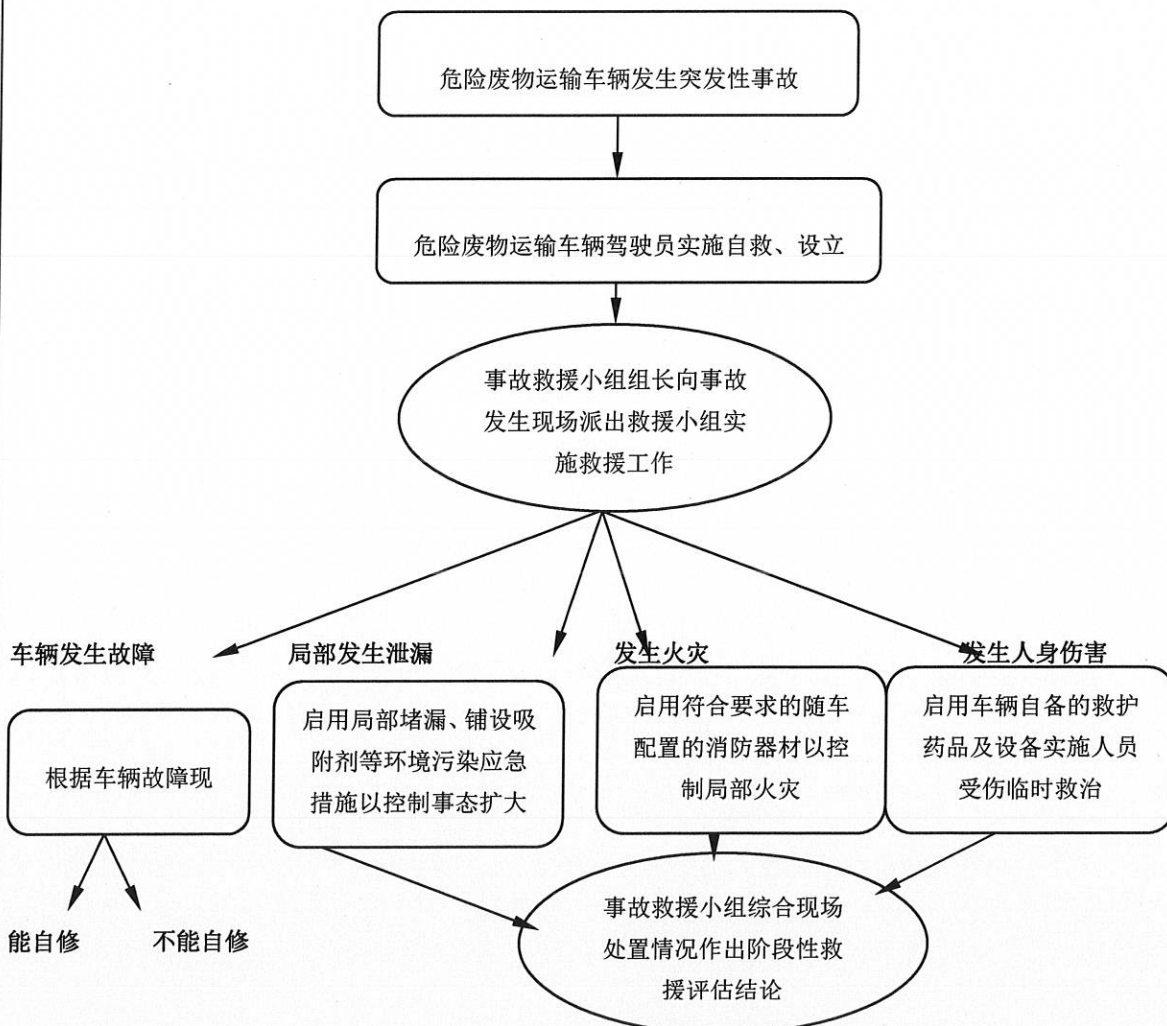 危险废物运输车辆发生突发性事故
危险废物运输车辆驾驶员实施自救、设立
事故救援小组组长向事故
发生现场派出救援小组实
施救援工作
车辆发生故障
局部发生泄漏
发生火灾
发生人身伤害
根据车辆故障现
启用局部堵漏、铺设吸
附剂等环境污染应急
措施以控制事态扩大
启用符合要求的随车
配置的消防器材以控
制局部火灾
启用车辆自备的救护
药品及设备实施人员
受伤临时救治
能自修
不能自修
事故救援小组综合现场
处置情况作出阶段性救
援评估结论